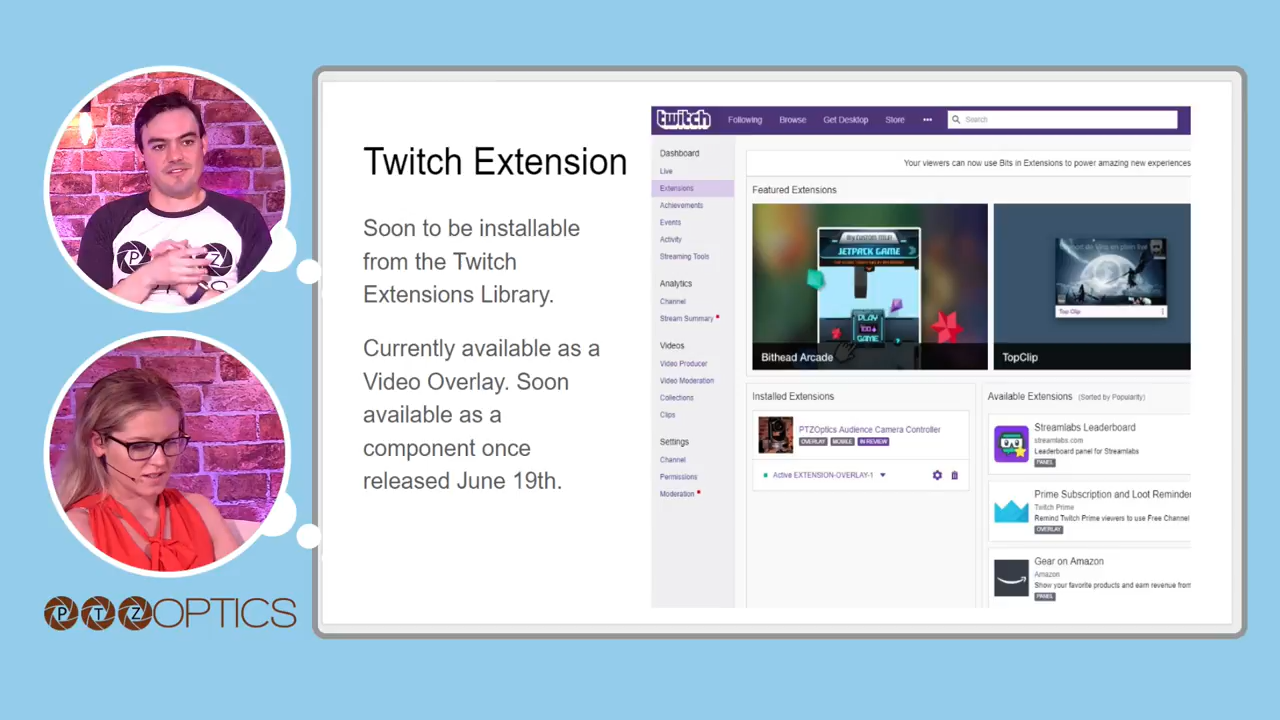 Twitch Extension
Soon to be installable
from the Twitch
Extensions Library.
Currently available as a
Video Overlay. Soon
available as a
component once
released June 19th.
twitch
Following
Browse
Get Desktop
Store
•••
Search
Dashboard
Live
Extensions
Achievements
Events
Activity
Streaming Tools
Analytics
Channel
Stream Summary
Videos
Video Producer
Video Moderation
Collections
Clips
Settings
Channel
Permissions
Moderation
Your viewers can now use Bits in Extensions to power amazing new experiences
Featured Extensions
MY CUSTOM TITLE!
JETPACK GAME
PLAY
100
GAME
Bithead Arcade
Top Clip
TopClip
Installed Extensions
PTZOptics Audience Camera Controller
OVERLAY MOBILE IN REVIEW
Active EXTENSION-OVERLAY-1
Available Extensions (Sorted by Popularity)
Streamlabs Leaderboard
streamlabs.com
Leaderboard panel for Streamlabs
PANEL
Prime Subscription and Loot Reminder
Twitch Prime
Remind Twitch Prime viewers to use Free Channel
OVERLAY
Gear on Amazon
Amazon
Show your favorite products and earn revenue from
PANEL
P Z
PTZOPTICS